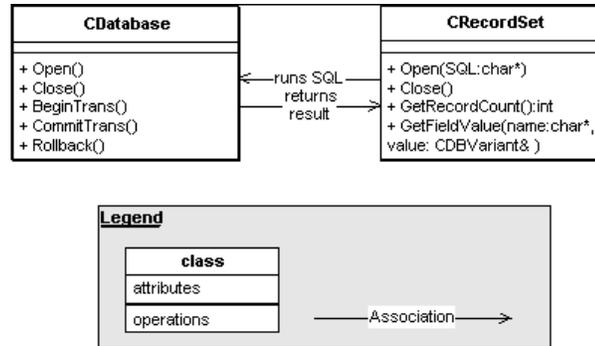 CDatabase
+ Open()
+ Close()
+ BeginTrans()
+ CommitTrans()
+ Rollback()
runs SQL
returns
result
CRecordSet
+ Open(SQL:char*)
+ Close()
+ GetRecordCount():int
+ GetFieldValue(name:char*,
value: CDBVariant& )
Legend
class
attributes
operations
Association